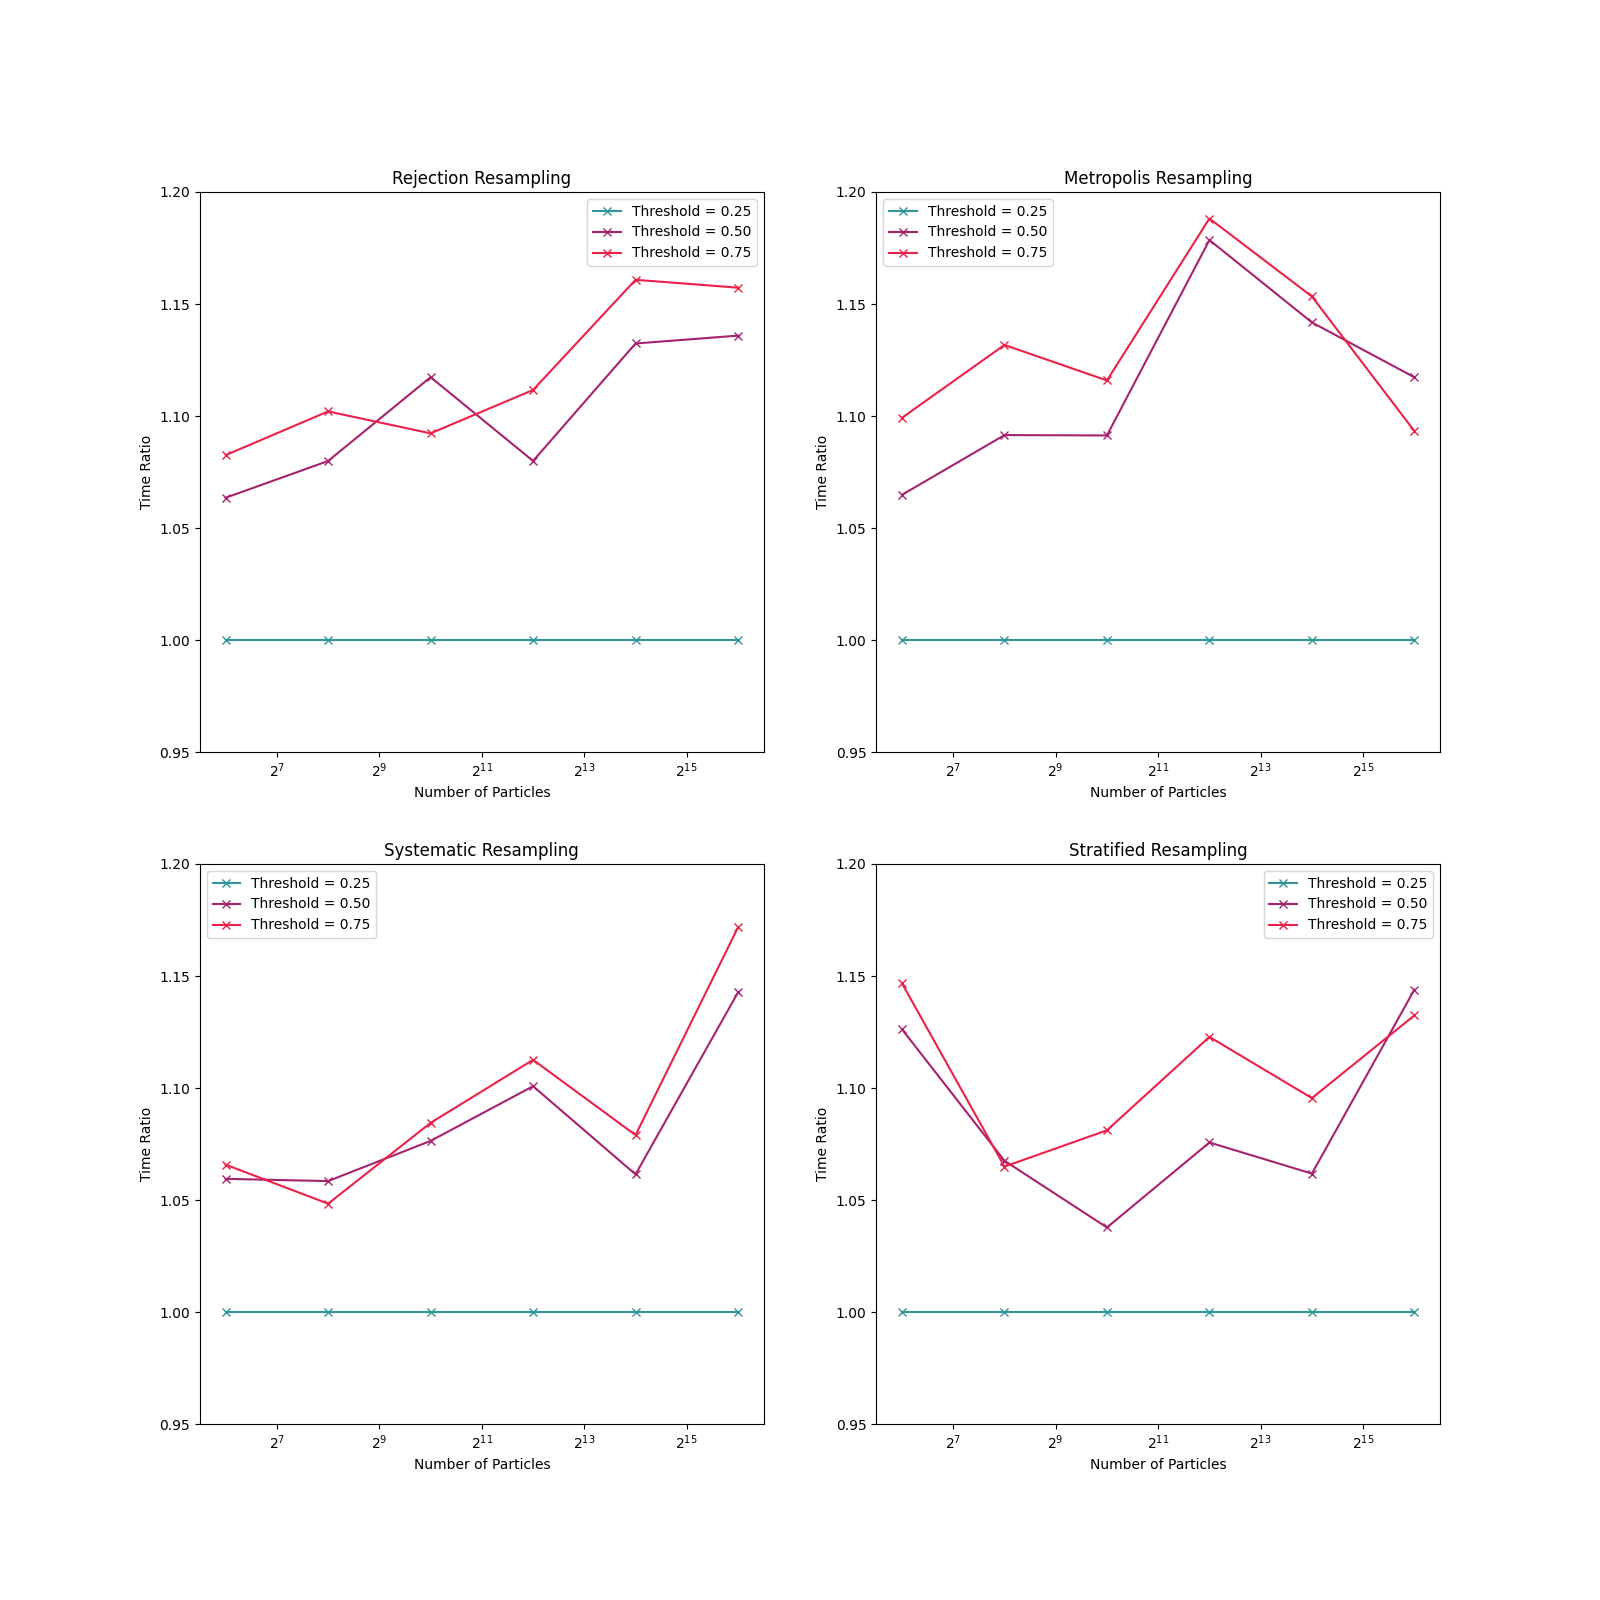 Rejection Resampling
1.20
1.15
1.10
1.05
1.00
0.95
Time Ratio
Threshold = 0.25
Threshold = 0.50
Threshold = 0.75
2^7 2^9 2^11 2^13 2^15
Number of Particles
Metropolis Resampling
1.20
1.15
1.10
1.05
1.00
0.95
Time Ratio
Threshold = 0.25
Threshold = 0.50
Threshold = 0.75
2^7 2^9 2^11 2^13 2^15
Number of Particles
Systematic Resampling
1.20
1.15
1.10
1.05
1.00
0.95
Time Ratio
Threshold = 0.25
Threshold = 0.50
Threshold = 0.75
2^7 2^9 2^11 2^13 2^15
Number of Particles
Stratified Resampling
1.20
1.15
1.10
1.05
1.00
0.95
Time Ratio
Threshold = 0.25
Threshold = 0.50
Threshold = 0.75
2^7 2^9 2^11 2^13 2^15
Number of Particles